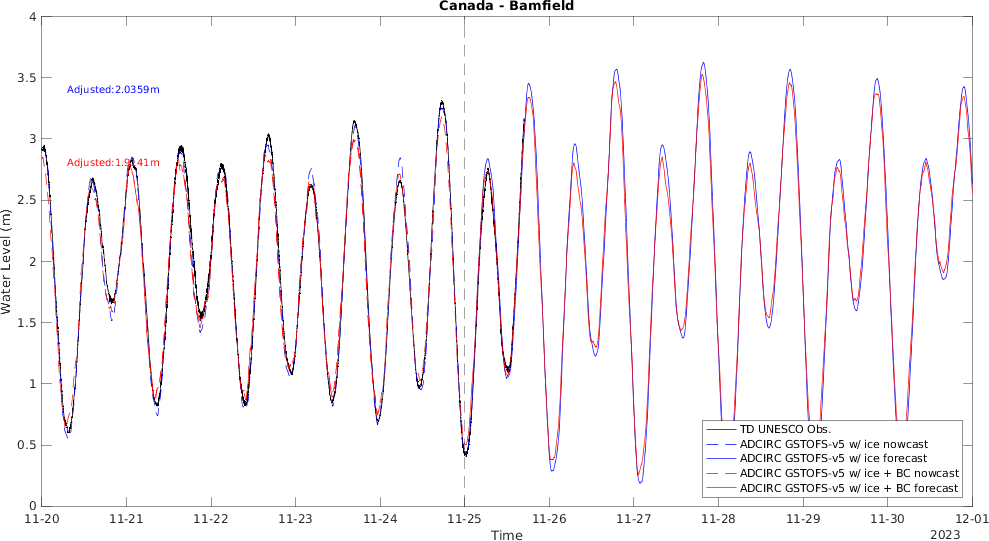 Canada - Bamfield
4
3.5
3
2.5
2
1.5
1
0.5
0
Water Level (m)
Adjusted:2.0359m
TD UNESCO Obs.
ADCIRC GSTOFS-v5 w/ ice nowcast
ADCIRC GSTOFS-v5 w/ ice forecast
ADCIRC GSTOFS-v5 w/ ice + BC nowcast
ADCIRC GSTOFS-v5 w/ ice + BC forecast
11-20 11-21 11-22 11-23 11-24 11-25 11-26 11-27 11-28 11-29 11-30 12-01
Time
2023